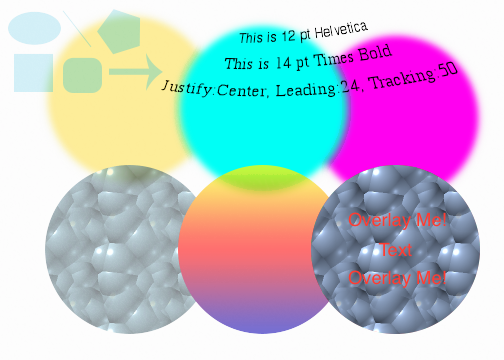 This is 12 pt Helvetica
This is 14 pt Times Bold
Justify:Center, Leading:24, Tracking:50
Overlay Me!
Text
Overlay Me!